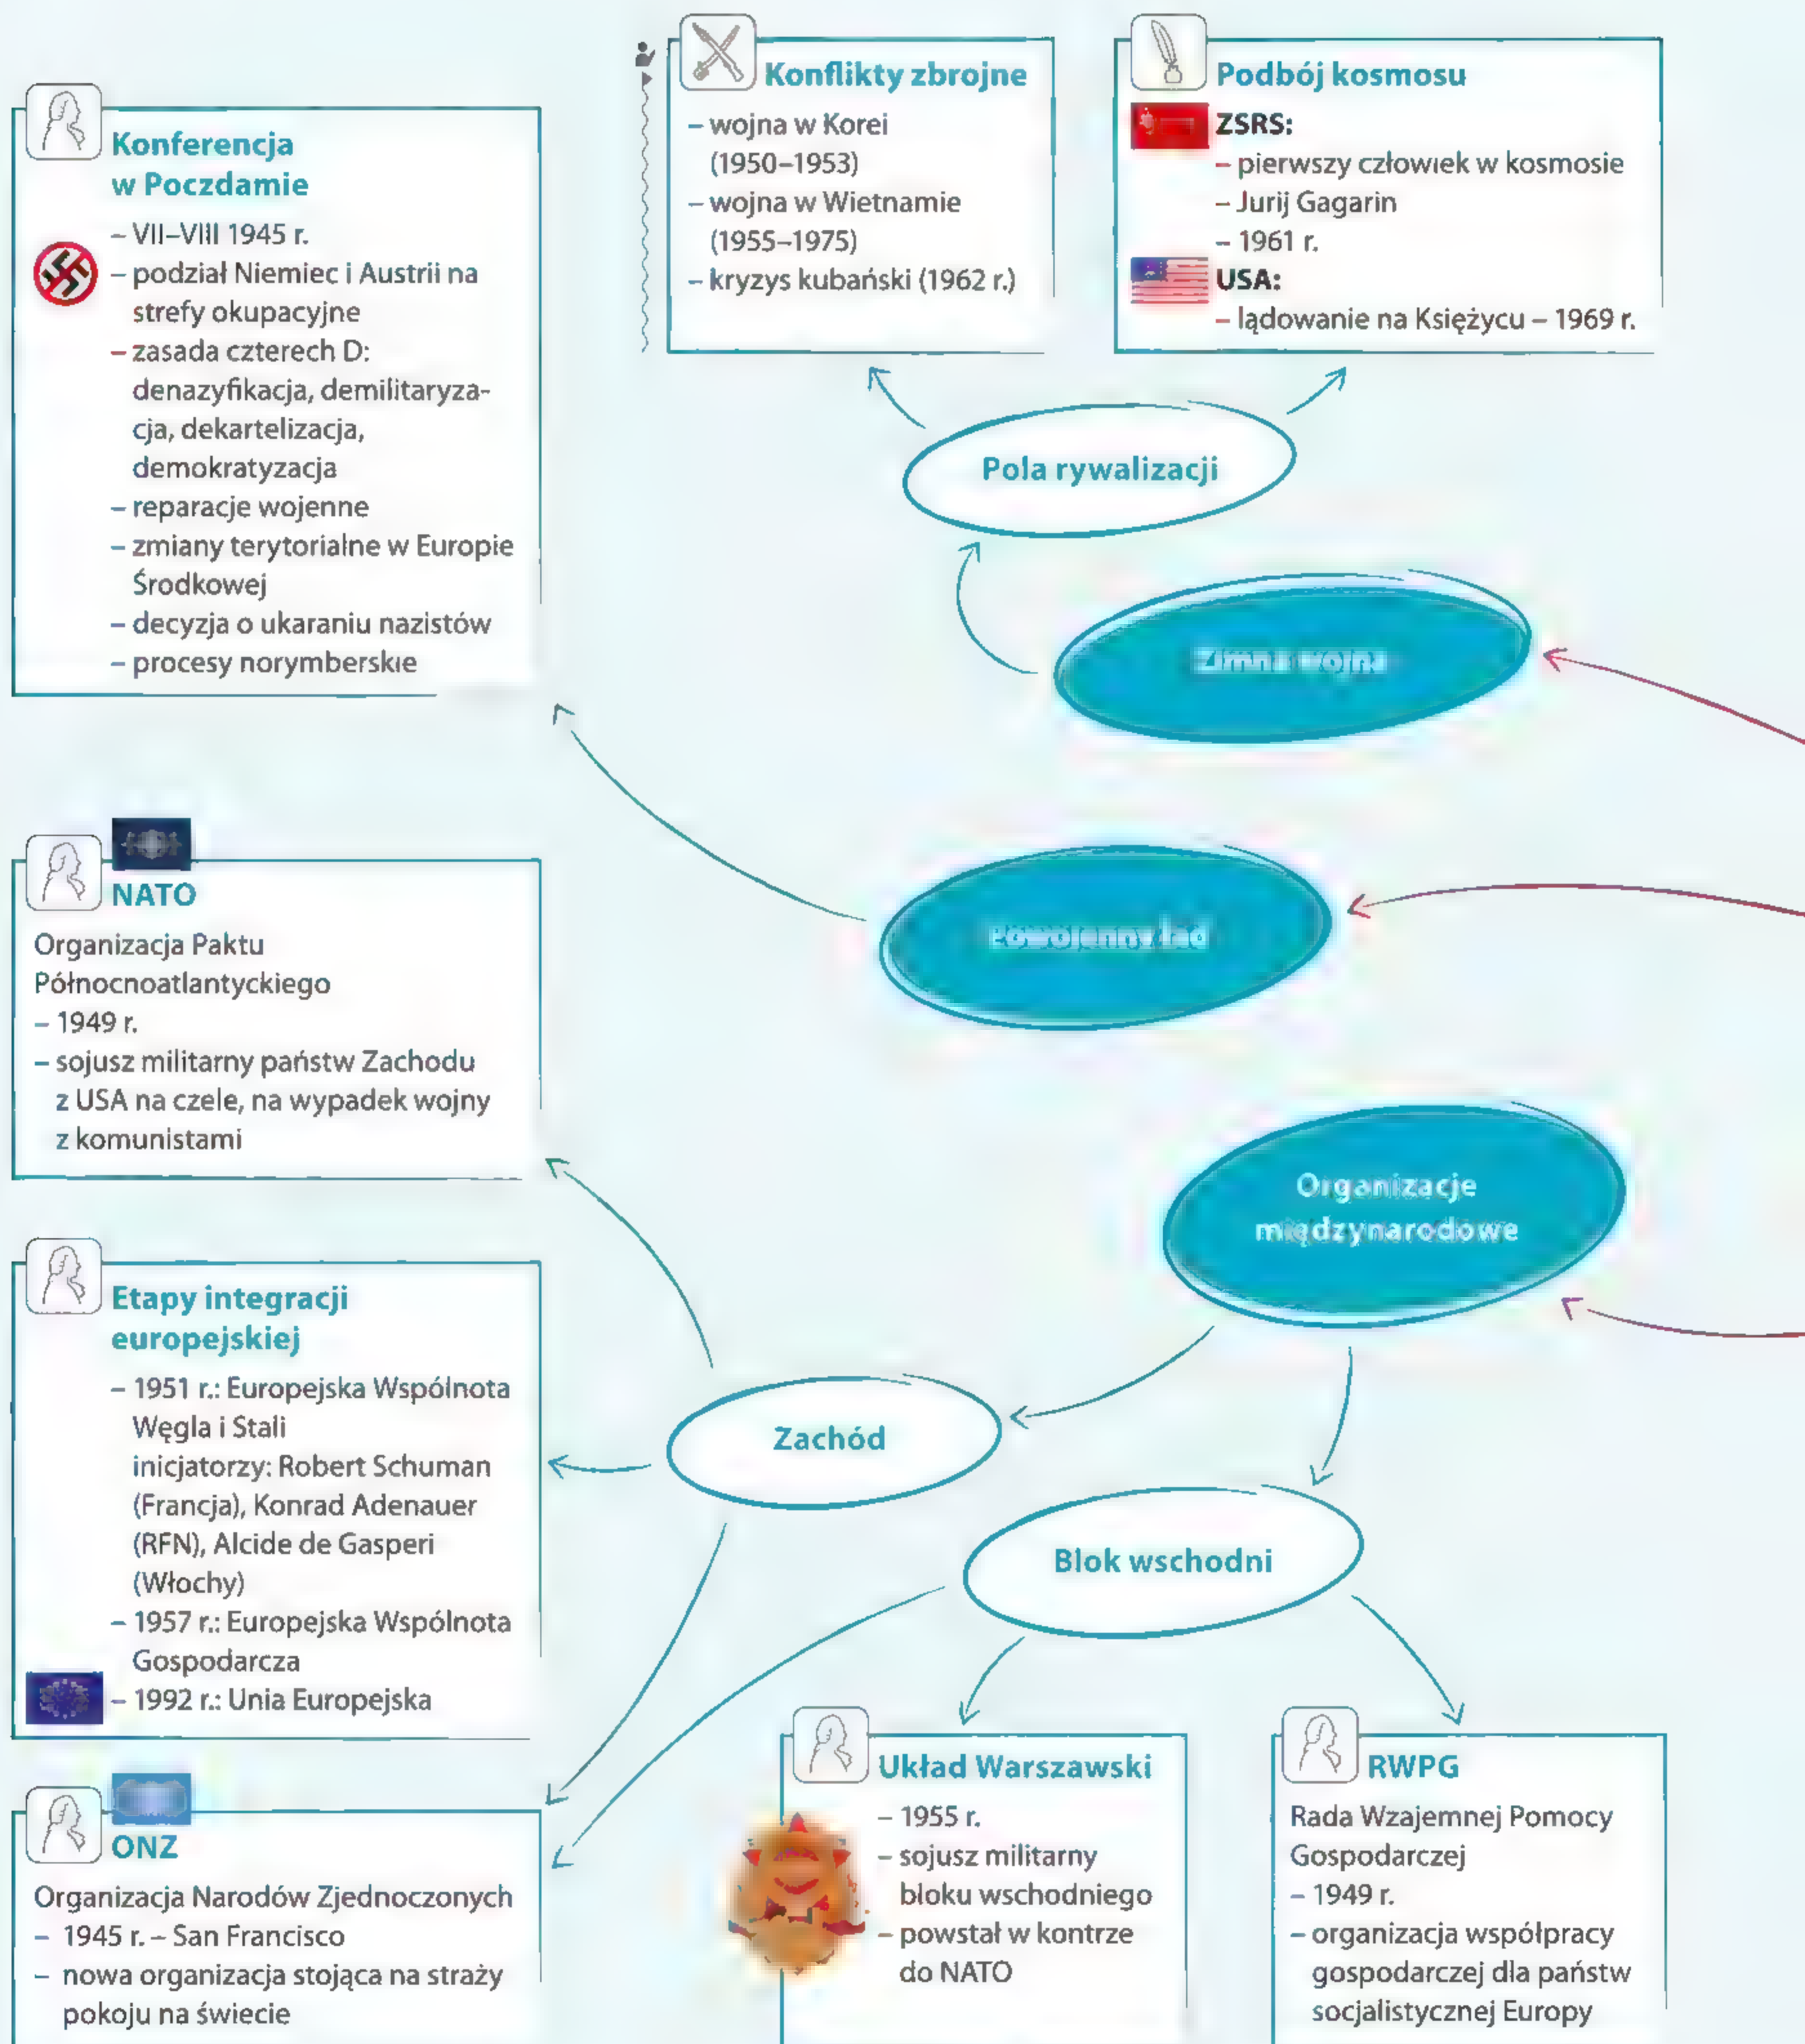 Konferencja
w Poczdamie
– VII–VIII 1945 r.
– podział Niemiec i Austrii na
strefy okupacyjne
– zasada czterech D:
denazyfikacja, demilitaryza-
cja, dekartelizacja,
demokratyzacja
– reparacje wojenne
– zmiany terytorialne w Europie
Środkowej
– decyzja o ukaraniu nazistów
– procesy norymberskie
Konflikty zbrojne
– wojna w Korei
(1950–1953)
– wojna w Wietnamie
(1955–1975)
– kryzys kubański (1962 r.)
Podbój kosmosu
ZSRS:
– pierwszy człowiek w kosmosie
– Jurij Gagarin
– 1961 r.
USA:
– lądowanie na Księżycu – 1969 r.
Pola rywalizacji
Zimna wojna
Powojenny ład
Organizacje
międzynarodowe
NATO
Organizacja Paktu
Północnoatlantyckiego
– 1949 r.
– sojusz militarny państw Zachodu
z USA na czele, na wypadek wojny
z komunistami
Etapy integracji
europejskiej
– 1951 r.: Europejska Wspólnota
Węgla i Stali
inicjatorzy: Robert Schuman
(Francja), Konrad Adenauer
(RFN), Alcide de Gasperi
(Włochy)
– 1957 r.: Europejska Wspólnota
Gospodarcza
– 1992 r.: Unia Europejska
Zachód
Blok wschodni
ONZ
Organizacja Narodów Zjednoczonych
– 1945 r. – San Francisco
– nowa organizacja stojąca na straży
pokoju na świecie
Układ Warszawski
– 1955 r.
– sojusz militarny
bloku wschodniego
– powstał w kontrze
do NATO
RWPG
Rada Wzajemnej Pomocy
Gospodarczej
– 1949 r.
– organizacja współpracy
gospodarczej dla państw
socjalistycznej Europy